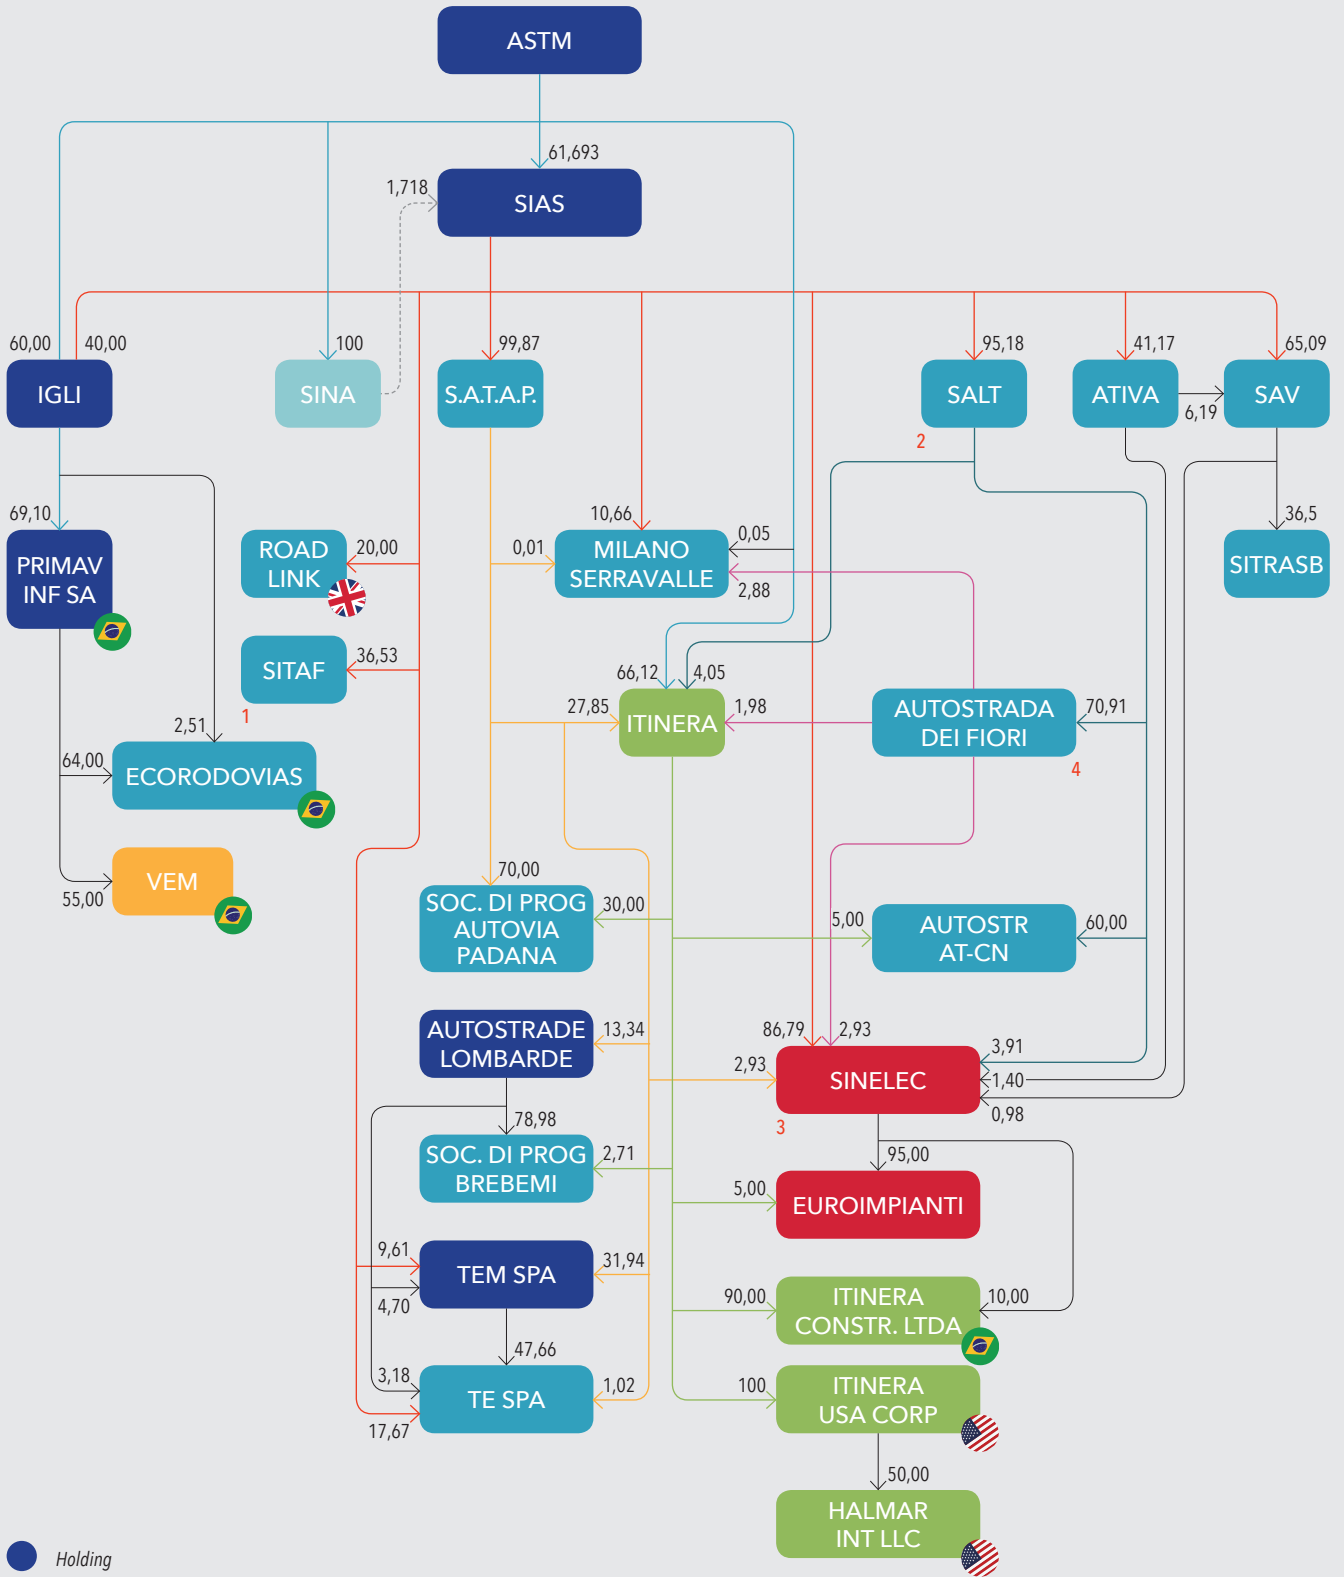 ASTM
61,693
1,718
SIAS
60,00
40,00
100
99,87
95,18
41,17
65,09
IGLI
SINA
S.A.T.A.P.
SALT
ATIVA
6,19
SAV
2
69,10
10,66
36,5
PRIMAV
INF SA
ROAD
LINK
20,00
0,01
MILANO
SERRAVALLE
0,05
2,88
SITRASB
SITAF
36,53
1
66,12
4,05
2,51
27,85
ITINERA
1,98
AUTOSTRADA
DEI FIORI
70,91
4
64,00
ECORODOVIAS
55,00
VEM
70,00
SOC. DI PROG
AUTOVIA
PADANA
30,00
5,00
AUTOSTR
AT-CN
60,00
AUTOSTRADE
LOMBARDE
13,34
86,79
2,93
2,93
SINELEC
3,91
1,40
0,98
3
78,98
SOC. DI PROG
BREBEMI
2,71
95,00
5,00
EUROIMPIANTI
9,61
4,70
TEM SPA
31,94
90,00
ITINERA
CONSTR. LTDA
10,00
47,66
3,18
17,67
TE SPA
1,02
100
ITINERA
USA CORP
50,00
HALMAR
INT LLC
Holding